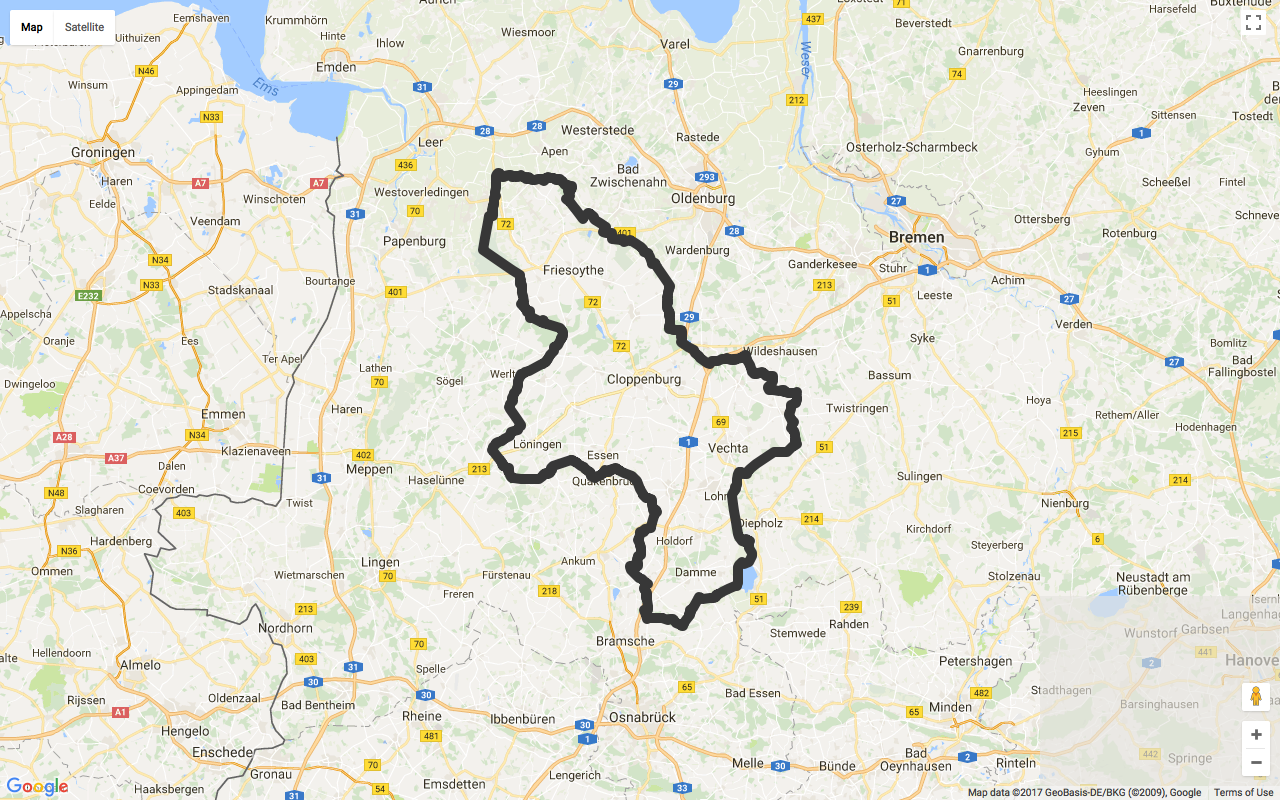 Map
Satellite
Eemshaven
Krummhörn
Aurich
Wiesmoor
Varel
437
71
Beverstedt
Harsefeld
Buxtehude
Uithuizen
Hinte
Ihlow
Gnarrenburg
N46
Emden
Winsum
Appingedam
Ems
31
29
Weser
74
Heeslingen
Zeven
Sittensen
Tostedt
N33
28
28
Westerstede
212
Rastede
1
Groningen
Leer
Apen
Osterholz-Scharmbeck
Gyhum
Haren
A7
A7
436
Westoverledingen
Bad
Zwischenahn
293
Scheeßel
Fintel
Eelde
Winschoten
Oldenburg
27
Veendam
31
70
72
401
28
Ottersberg
Rotenburg
Schneve
Papenburg
Wardenburg
Bremen
N34
Friesoythe
Ganderkesee
Stuhr
1
N33
Bourtange
213
Achim
E232
Stadskanaal
401
72
Leeste
51
27
Appelscha
29
Verden
Oranje
Ees
72
Wildeshausen
Syke
Bomlitz
Ter Apel
Lathen
27
Bad
Fallingbostel
Dwingeloo
70
Sögel
Werlt
Cloppenburg
Bassum
Emmen
Haren
Hoya
Twistringen
Rethem/Aller
A28
N34
69
Hodenhagen
Klazienaveen
402
Löningen
1
Vechta
51
215
A37
Dalen
Meppen
213
Essen
31
Haselünne
Quakenbrück
Sulingen
214
N48
Coevorden
Twist
Lohn
Nienburg
Slagharen
403
Diepholz
214
Kirchdorf
Hardenberg
Holdorf
6
Steyerberg
N36
Lingen
Ankum
Ommen
Wietmarschen
70
Fürstenau
Damme
Stolzenau
Neustadt am
Rübenberge
Freren
218
51
213
239
Nordhorn
Rahden
Stemwede
Bramsche
Wunstorf
Garbsen
Langenha
Hellendoorn
403
70
441
Almelo
31
Spelle
Petershagen
2
Hanove
Rijssen
Oldenzaal
30
65
Bad Essen
482
Stadthagen
A1
Bad Bentheim
30
Rheine
Ibbenbüren
Osnabrück
65
Minden
Barsinghausen
Hengelo
30
481
1
Enschede
Melle
30
Bünde
Bad
Oeynhausen
2
Rinteln
442
Springe
Gronau
70
Lengerich
Haaksbergen
31
54
Emsdetten
33
Google
Map data ©2017 GeoBasis-DE/BKG (©2009), Google
Terms of Use